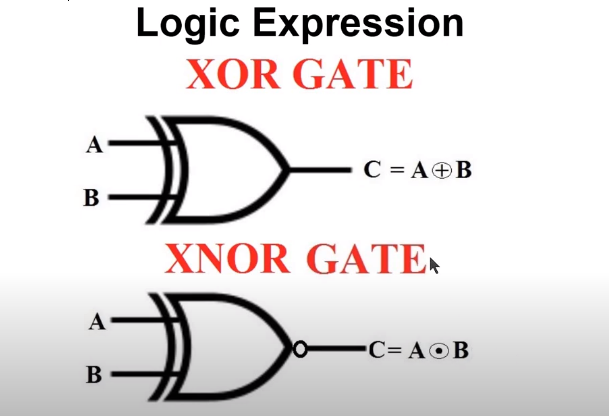 Logic Expression
XOR GATE
A
C = A⊕B
B
XNOR GATE
A
C= A⊙B
B